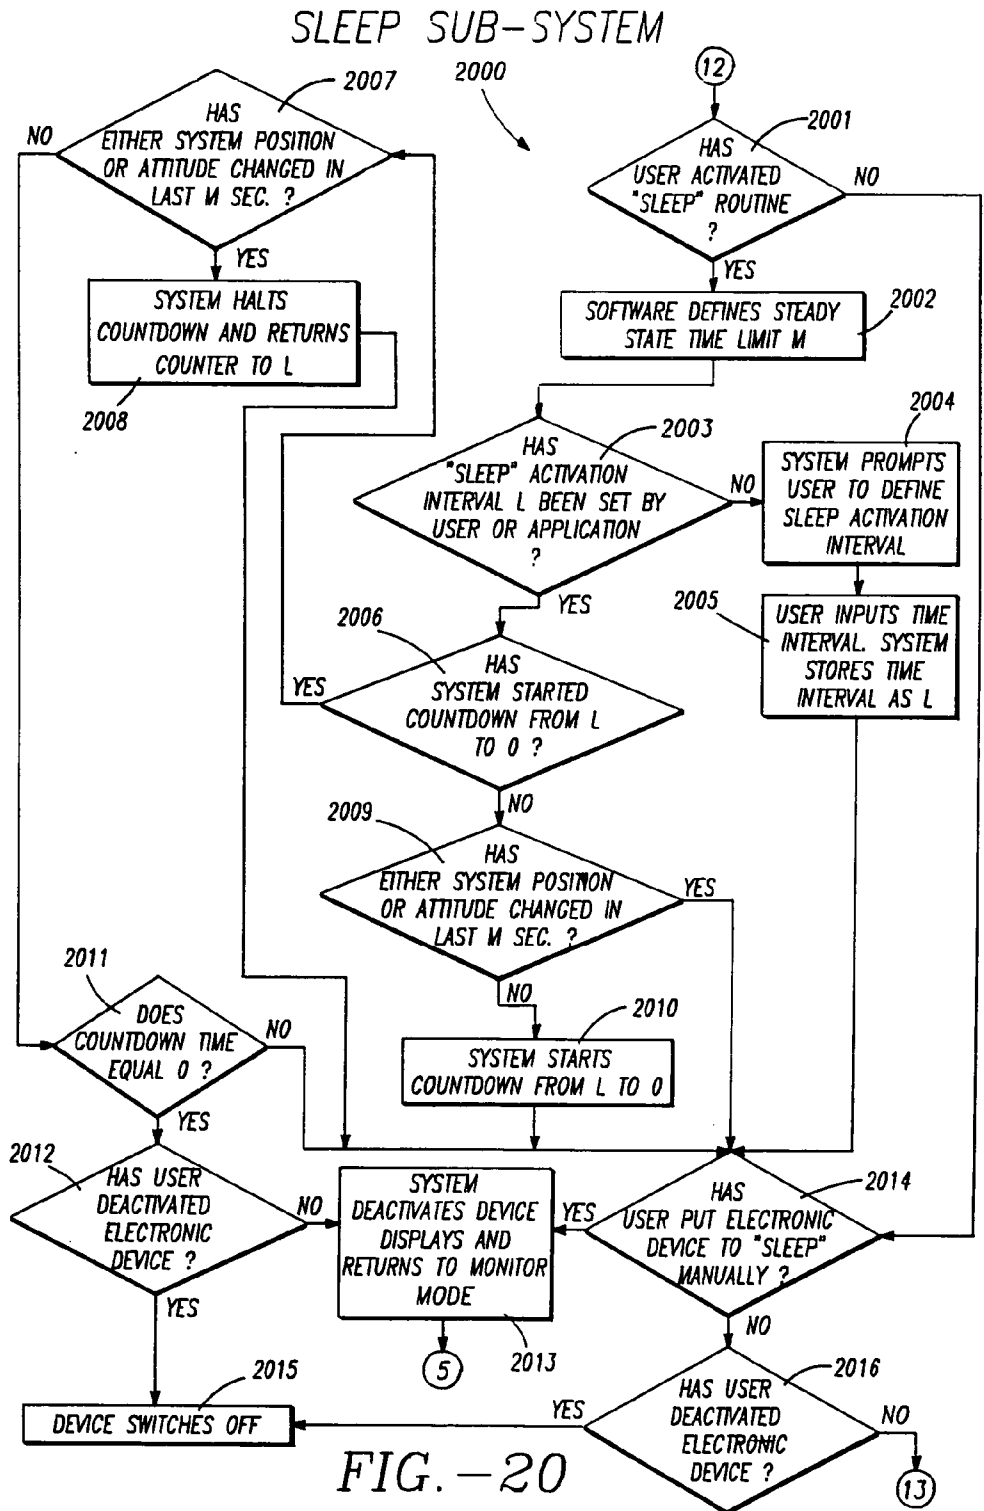 SLEEP SUB-SYSTEM
2000
12
2007
HAS
EITHER SYSTEM POSITION
OR ATTITUDE CHANGED IN
LAST M SEC. ?
NO
YES
2001
HAS
USER ACTIVATED
"SLEEP" ROUTINE
?
NO
YES
SYSTEM HALTS
COUNTDOWN AND RETURNS
COUNTER TO L
2008
SOFTWARE DEFINES STEADY
STATE TIME LIMIT M
2002
2003
HAS
"SLEEP" ACTIVATION
INTERVAL L BEEN SET BY
USER OR APPLICATION
?
NO
YES
2004
SYSTEM PROMPTS
USER TO DEFINE
SLEEP ACTIVATION
INTERVAL
2005
USER INPUTS TIME
INTERVAL. SYSTEM
STORES TIME
INTERVAL AS L
2006
HAS
SYSTEM STARTED
COUNTDOWN FROM L
TO 0 ?
YES
NO
2009
HAS
EITHER SYSTEM POSITION
OR ATTITUDE CHANGED IN
LAST M SEC. ?
YES
NO
2010
SYSTEM STARTS
COUNTDOWN FROM L TO 0
2011
DOES
COUNTDOWN TIME
EQUAL 0 ?
NO
YES
2012
HAS USER
DEACTIVATED
ELECTRONIC
DEVICE ?
NO
YES
SYSTEM
DEACTIVATES DEVICE
DISPLAYS AND
RETURNS TO MONITOR
MODE
2013
5
2014
HAS
USER PUT ELECTRONIC
DEVICE TO "SLEEP"
MANUALLY ?
YES
NO
2015
DEVICE SWITCHES OFF
2016
HAS USER
DEACTIVATED
ELECTRONIC
DEVICE ?
YES
NO
13
FIG.-20